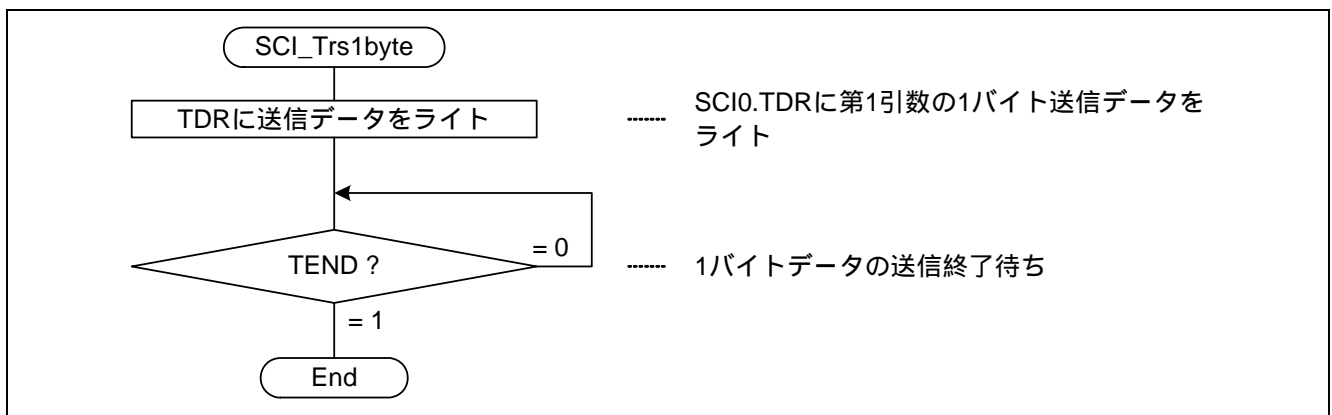 SCI_Trs1byte
TDRに送信データをライト
SCI0.TDRに第1引数の1バイト送信データを
ライト
= 0
TEND ?
1バイトデータの送信終了待ち
= 1
End